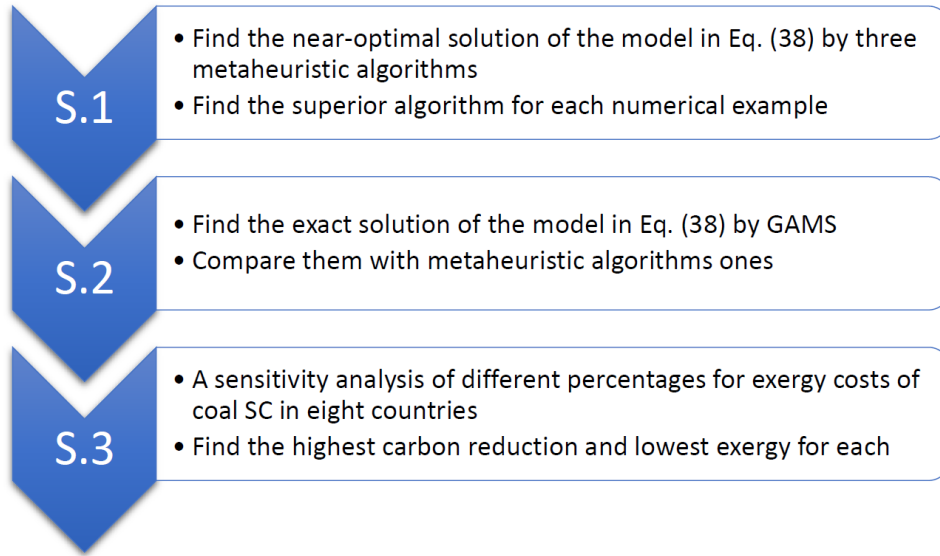 S.1
• Find the near-optimal solution of the model in Eq. (38) by three
metaheuristic algorithms
• Find the superior algorithm for each numerical example
S.2
• Find the exact solution of the model in Eq. (38) by GAMS
• Compare them with metaheuristic algorithms ones
S.3
• A sensitivity analysis of different percentages for exergy costs of
coal SC in eight countries
• Find the highest carbon reduction and lowest exergy for each